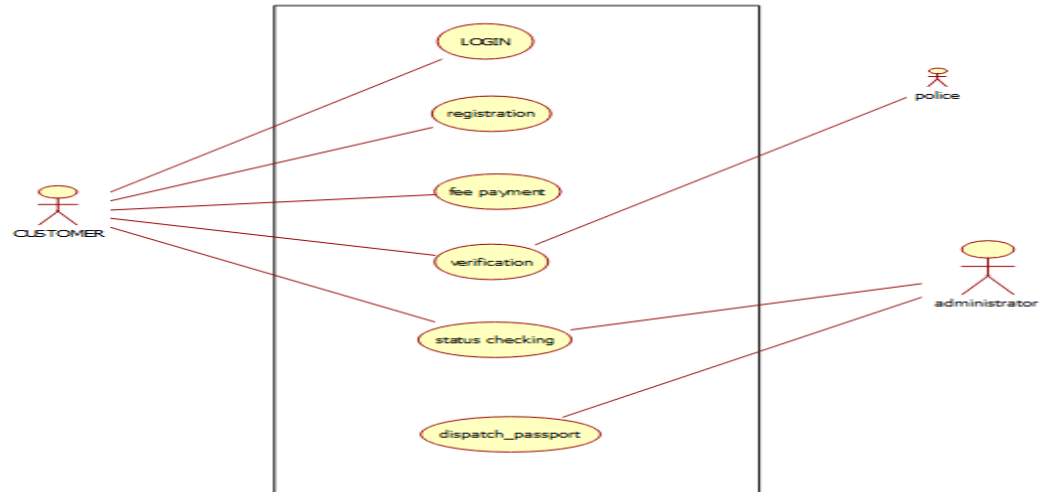 LOGIN
police
registration
fee payment
CUSTOMER
verification
administrator
status checking
dispatch_passport